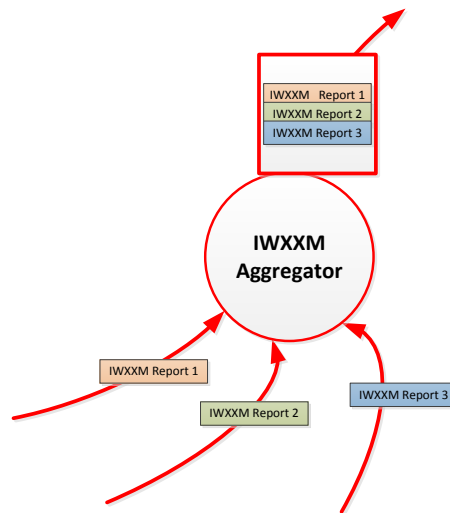 IWXXM Report 1
IWXXM Report 2
IWXXM Report 3
IWXXM
Aggregator
IWXXM Report 1
IWXXM Report 2
IWXXM Report 3